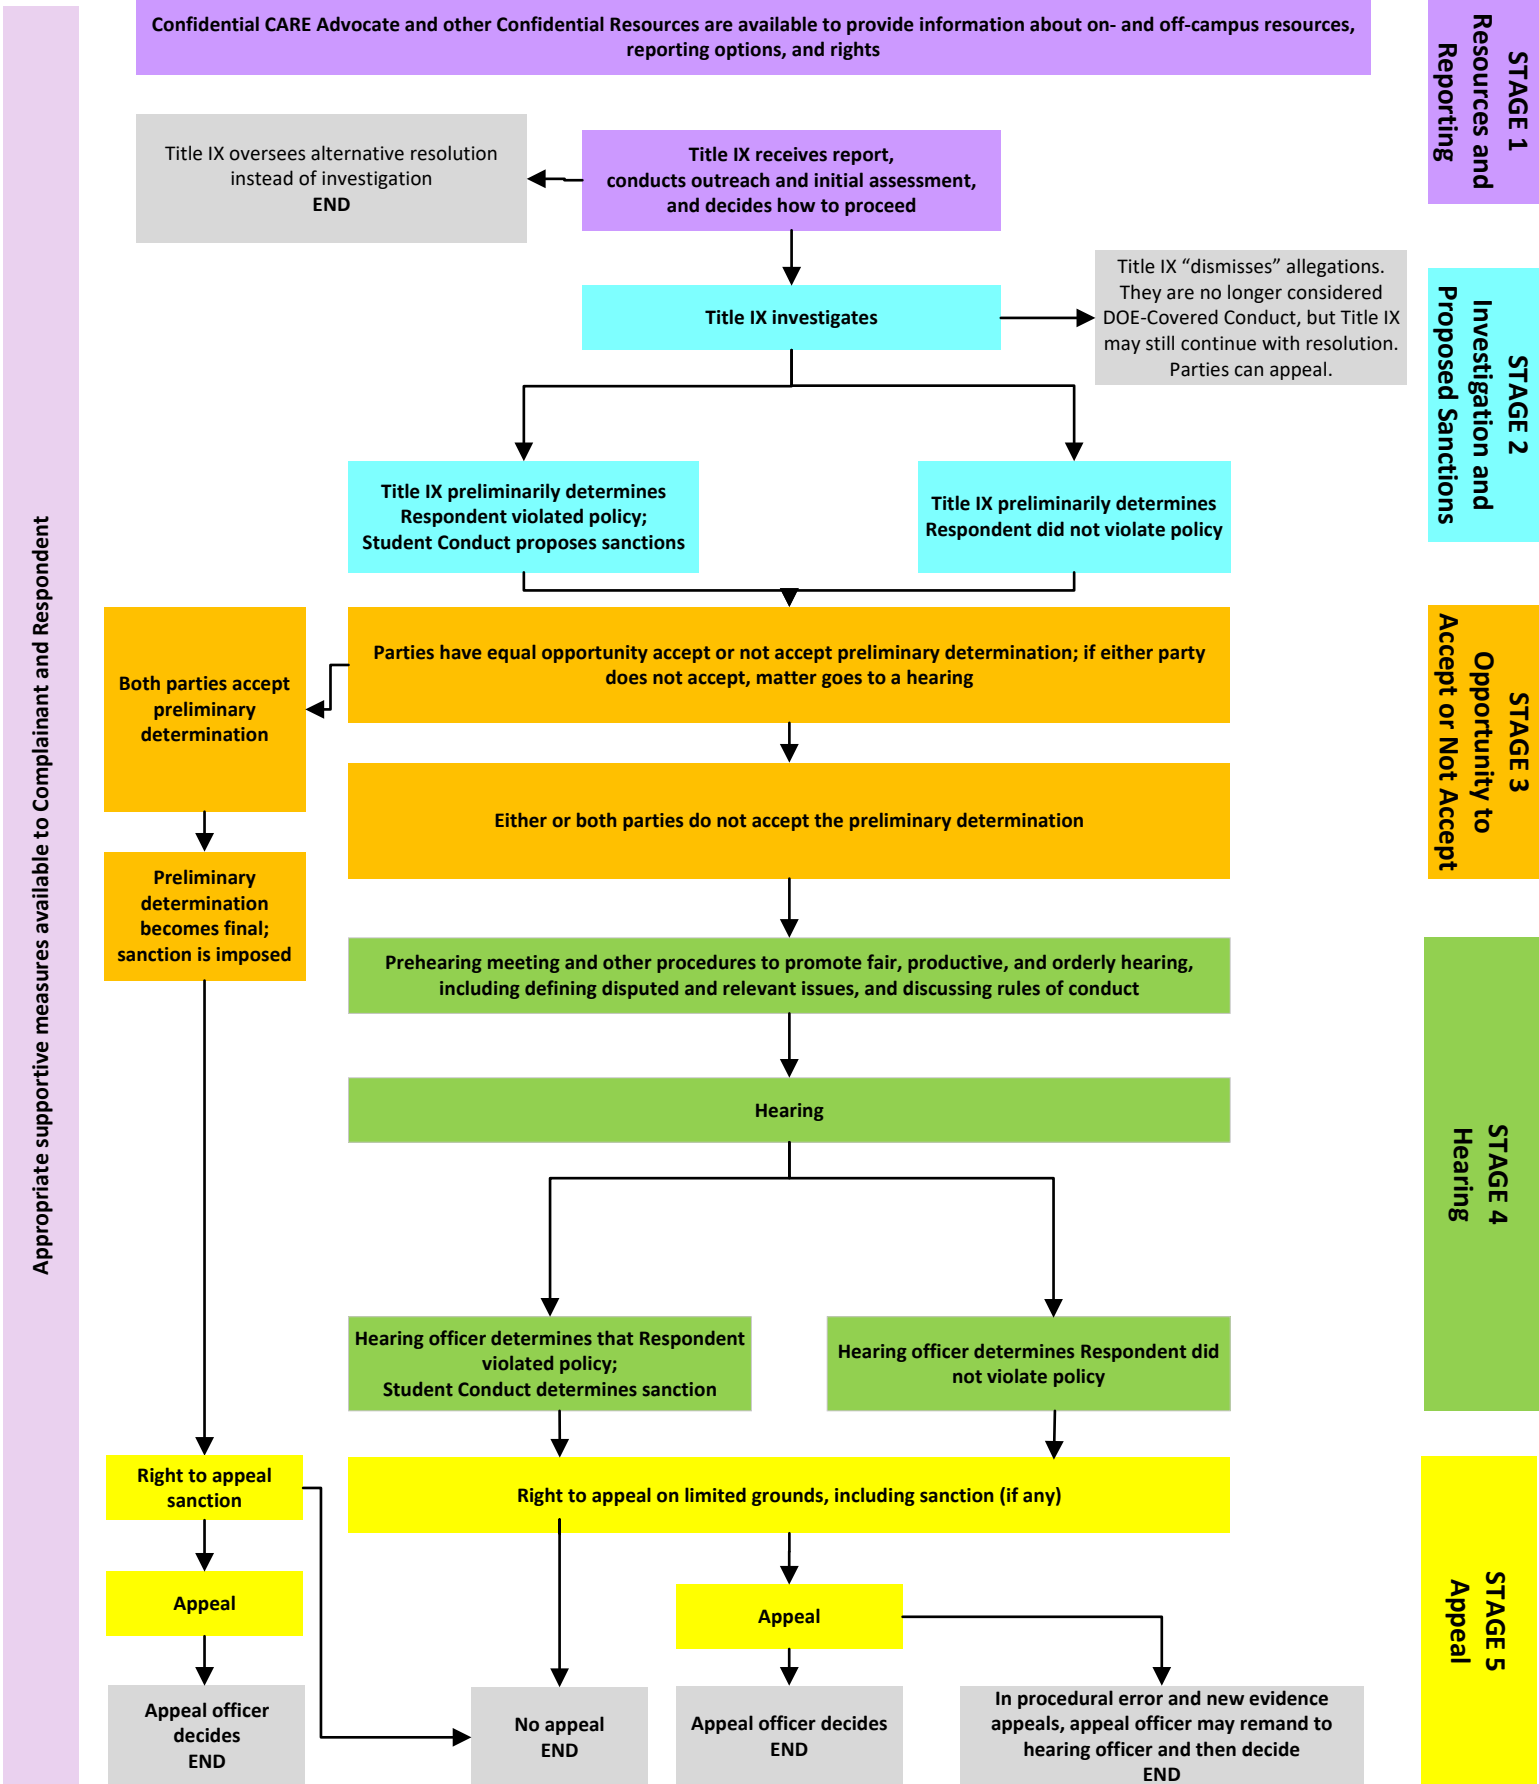 Confidential CARE Advocate and other Confidential Resources are available to provide information about on- and off-campus resources,
reporting options, and rights
STAGE 1
Resources and
Reporting
Title IX oversees alternative resolution
instead of investigation
END
Title IX receives report,
conducts outreach and initial assessment,
and decides how to proceed
Title IX investigates
Title IX “dismisses” allegations.
They are no longer considered
DOE-Covered Conduct, but Title IX
may still continue with resolution.
Parties can appeal.
STAGE 2
Investigation and
Proposed Sanctions
Title IX preliminarily determines
Respondent violated policy;
Student Conduct proposes sanctions
Title IX preliminarily determines
Respondent did not violate policy
Appropriate supportive measures available to Complainant and Respondent
Both parties accept
preliminary
determination
Parties have equal opportunity accept or not accept preliminary determination; if either party
does not accept, matter goes to a hearing
STAGE 3
Opportunity to
Accept or Not Accept
Either or both parties do not accept the preliminary determination
Preliminary
determination
becomes final;
sanction is imposed
Prehearing meeting and other procedures to promote fair, productive, and orderly hearing,
including defining disputed and relevant issues, and discussing rules of conduct
Hearing
STAGE 4
Hearing
Hearing officer determines that Respondent
violated policy;
Student Conduct determines sanction
Hearing officer determines Respondent did
not violate policy
Right to appeal
sanction
Right to appeal on limited grounds, including sanction (if any)
STAGE 5
Appeal
Appeal
Appeal
Appeal officer
decides
END
No appeal
END
Appeal officer decides
END
In procedural error and new evidence
appeals, appeal officer may remand to
hearing officer and then decide
END